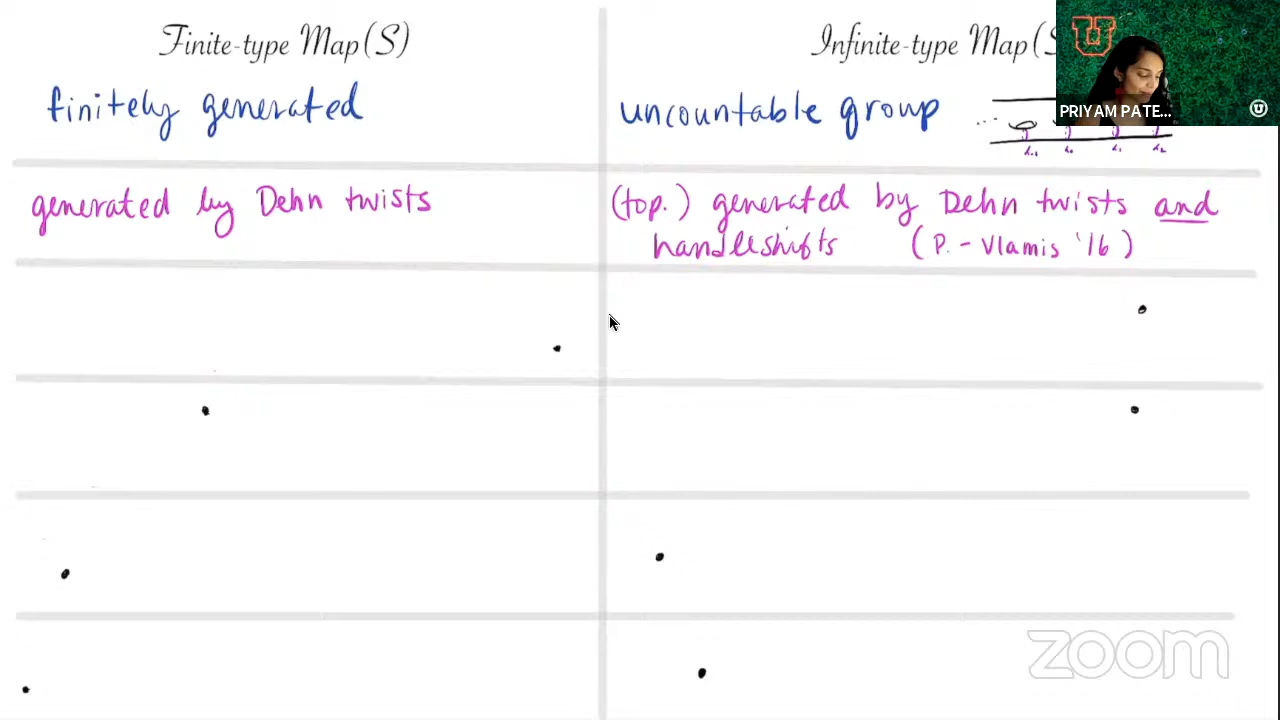 Finite-type Map(S)
Infinite-type Map(S
finitely generated
uncountable group
PRIYAM PATE...
generated by Dehn twists
(top.) generated by Dehn twists and
handleshifts (P. - Vlamis '16)
zoom